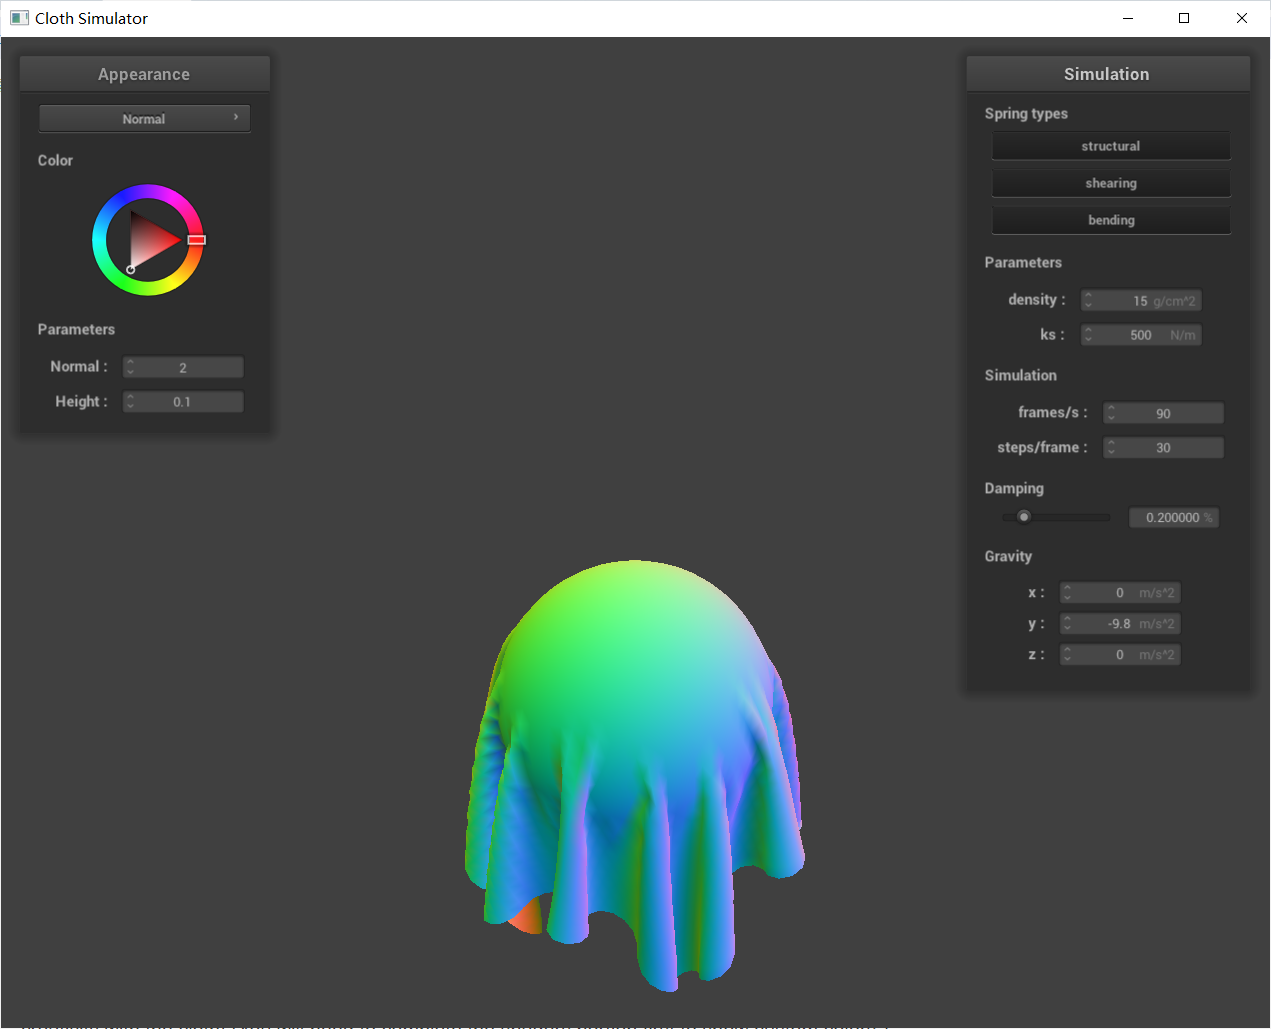 Cloth Simulator
Appearance
Normal
Color
Parameters
Normal : 2
Height : 0.1
Simulation
Spring types
structural
shearing
bending
Parameters
density : 15 g/cm^2
ks : 500 N/m
Simulation
frames/s : 90
steps/frame : 30
Damping
0.200000 %
Gravity
x : 0 m/s^2
y : -9.8 m/s^2
z : 0 m/s^2